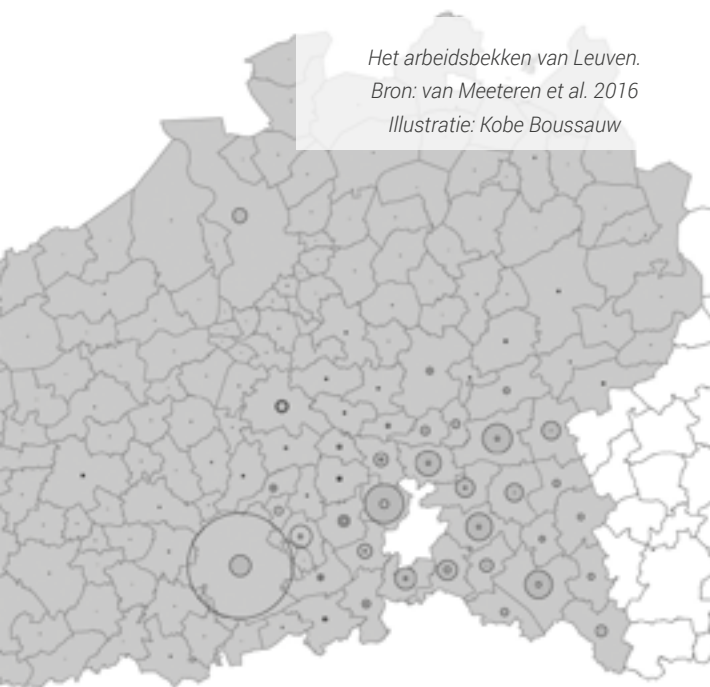 Het arbeidsbekken van Leuven.
Bron: van Meeteren et al. 2016
Illustratie: Kobe Boussauw